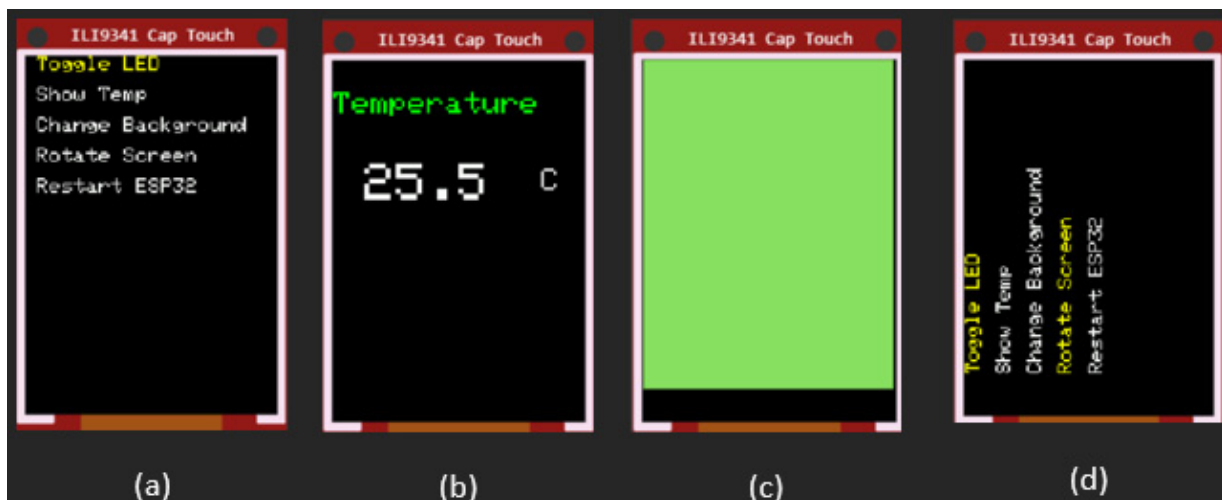 ILI9341 Cap Touch
Toggle LED
Show Temp
Change Background
Rotate Screen
Restart ESP32
(a)
ILI9341 Cap Touch
Temperature
25.5 C
(b)
ILI9341 Cap Touch
(c)
ILI9341 Cap Touch
Toggle LED
Show Temp
Change Background
Rotate Screen
Restart ESP32
(d)